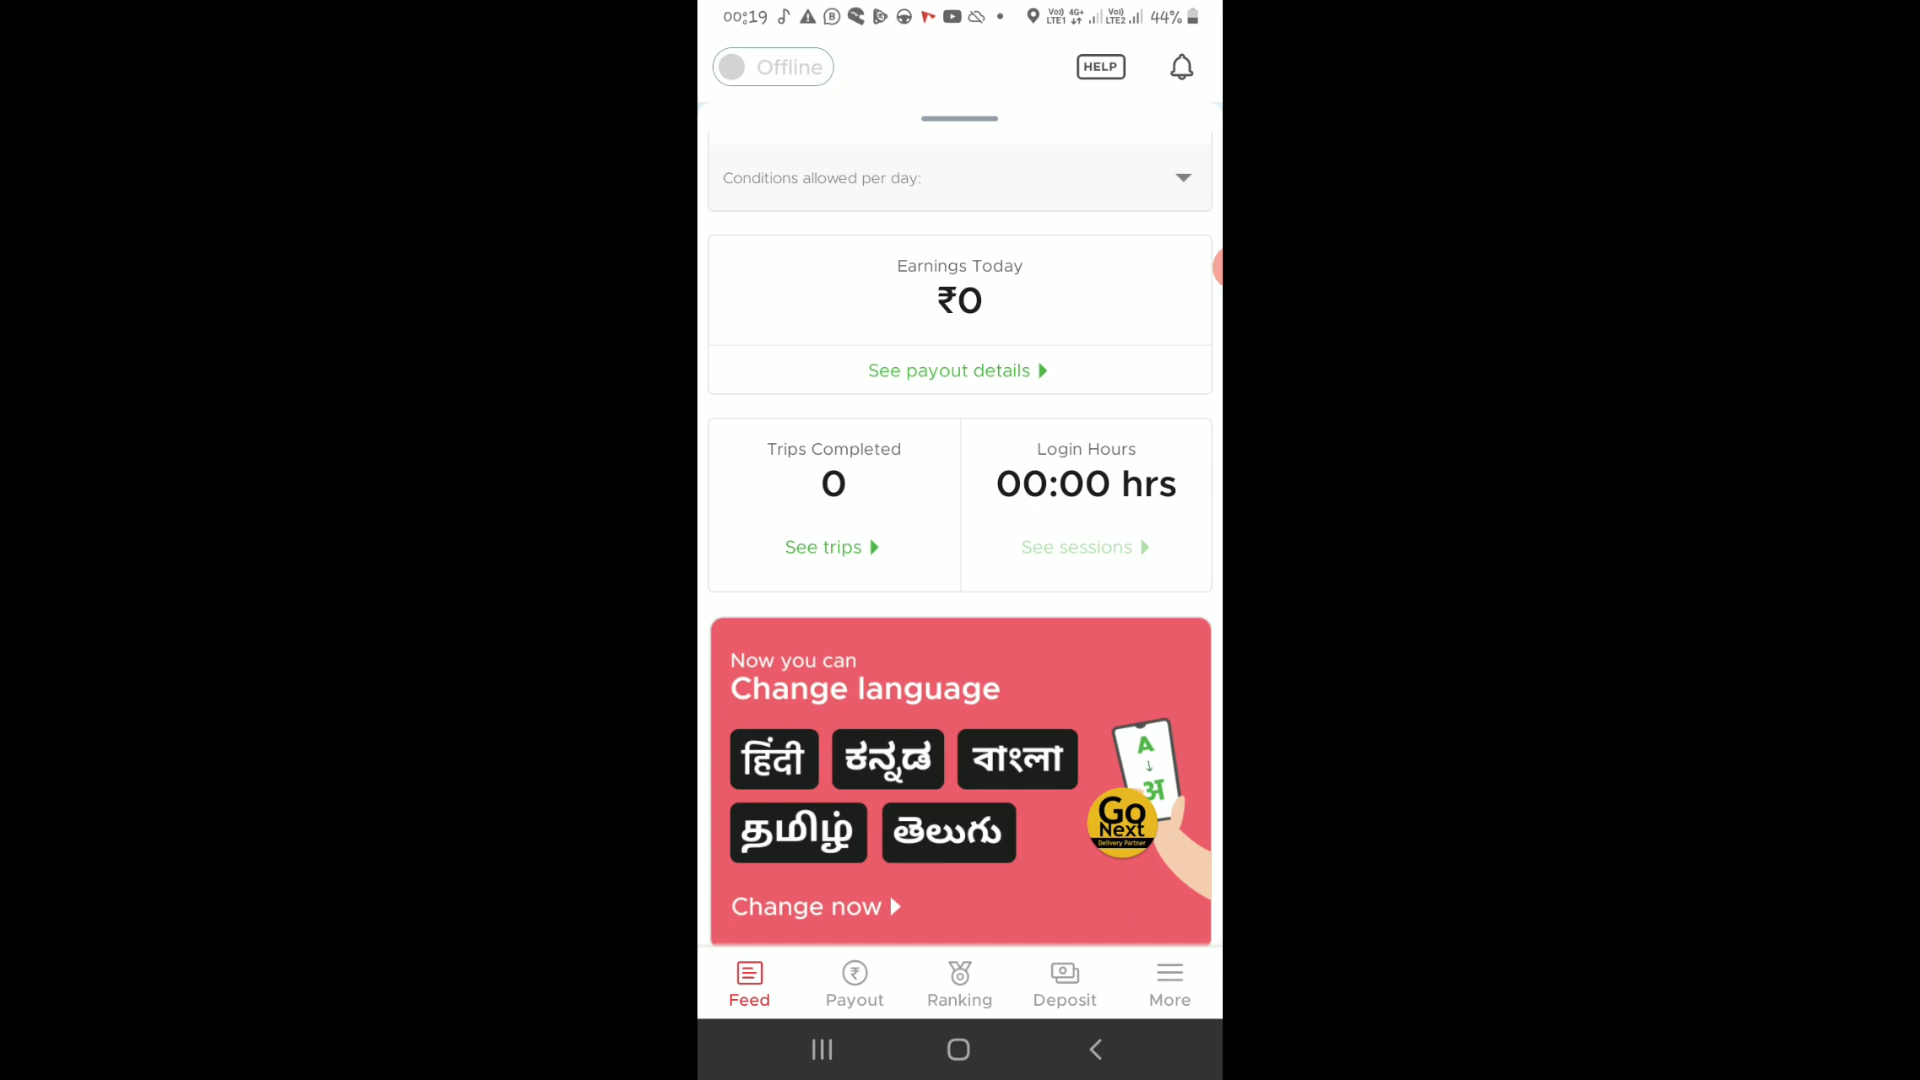 00:19 44%
Offline HELP
Conditions allowed per day:
Earnings Today
₹0
See payout details
Trips Completed
0
See trips
Login Hours
00:00 hrs
See sessions
Now you can
Change language
हिंदी ಕನ್ನಡ বাংলা
தமிழ் తెలుగు
A
अ
Go
Next
Delivery Partner
Change now
Feed Payout Ranking Deposit More